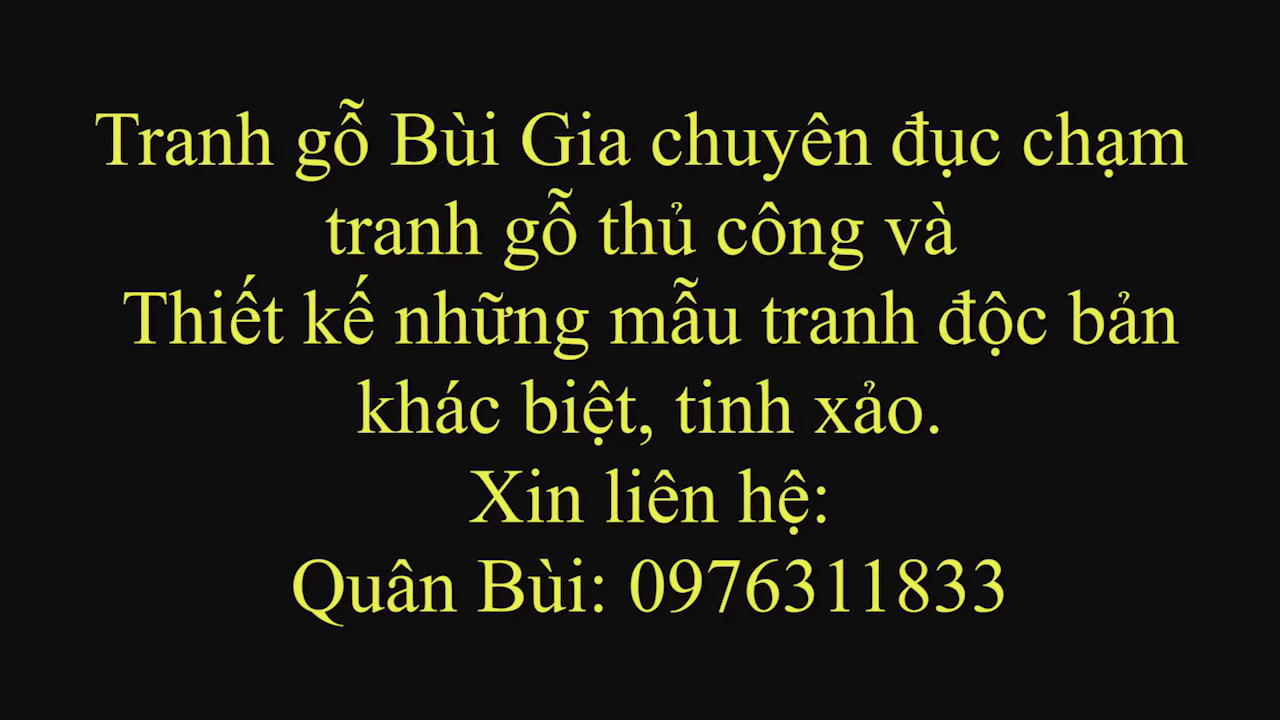 Tranh gỗ Bùi Gia chuyên đục chạm
tranh gỗ thủ công và
Thiết kế những mẫu tranh độc bản
khác biệt, tinh xảo.
Xin liên hệ:
Quân Bùi: 0976311833